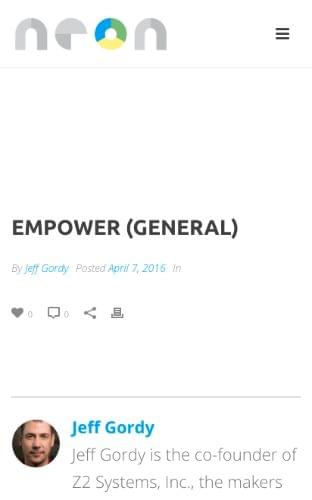 neon
EMPOWER (GENERAL)
By Jeff Gordy Posted April 7, 2016 In
0 0
Jeff Gordy
Jeff Gordy is the co-founder of
Z2 Systems, Inc., the makers